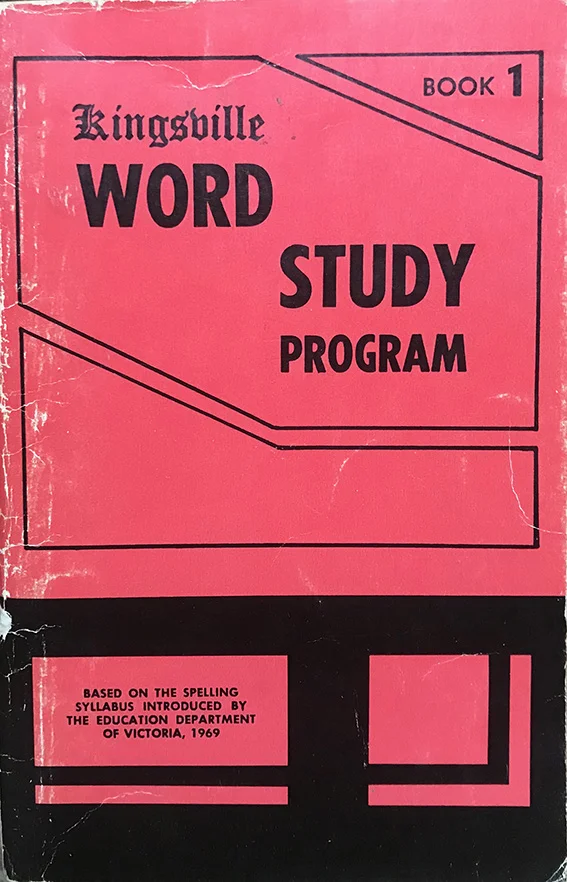 BOOK 1
Kingsville
WORD
STUDY
PROGRAM
BASED ON THE SPELLING
SYLLABUS INTRODUCED BY
THE EDUCATION DEPARTMENT
OF VICTORIA, 1969